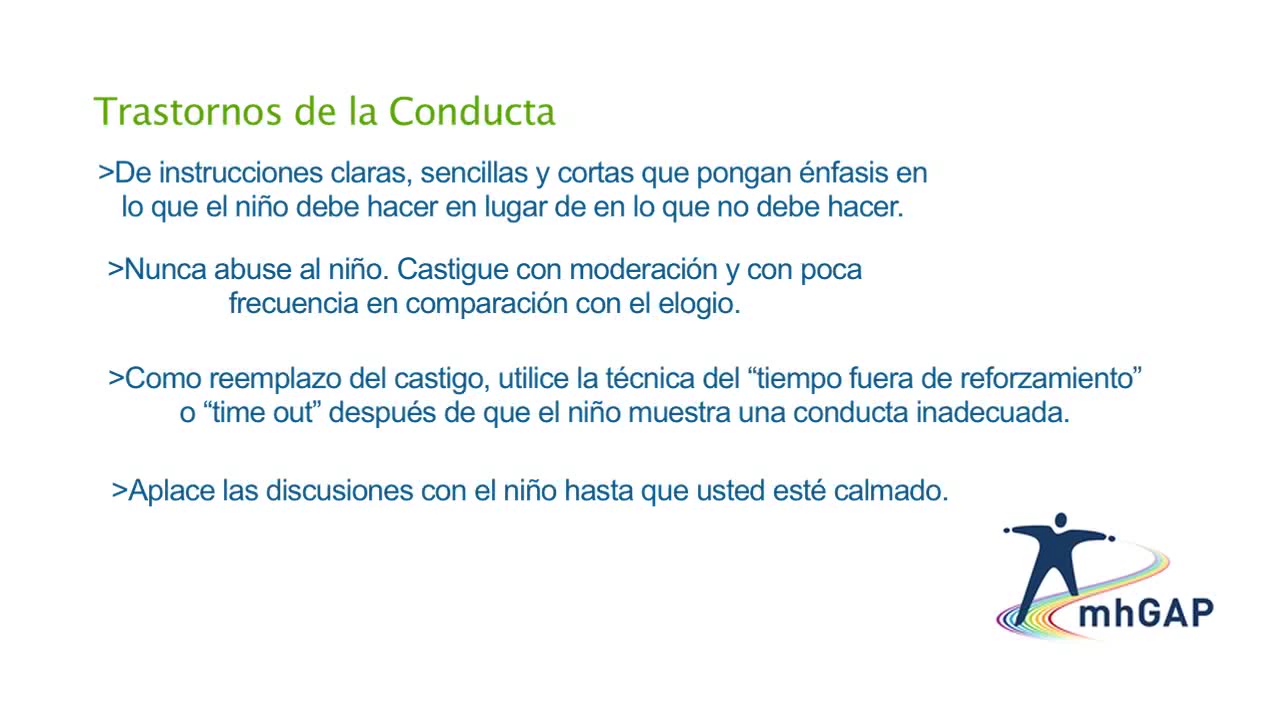 Trastornos de la Conducta
>De instrucciones claras, sencillas y cortas que pongan énfasis en
lo que el niño debe hacer en lugar de en lo que no debe hacer.
>Nunca abuse al niño. Castigue con moderación y con poca
frecuencia en comparación con el elogio.
>Como reemplazo del castigo, utilice la técnica del “tiempo fuera de reforzamiento”
o “time out” después de que el niño muestra una conducta inadecuada.
>Aplace las discusiones con el niño hasta que usted esté calmado.
mhGAP